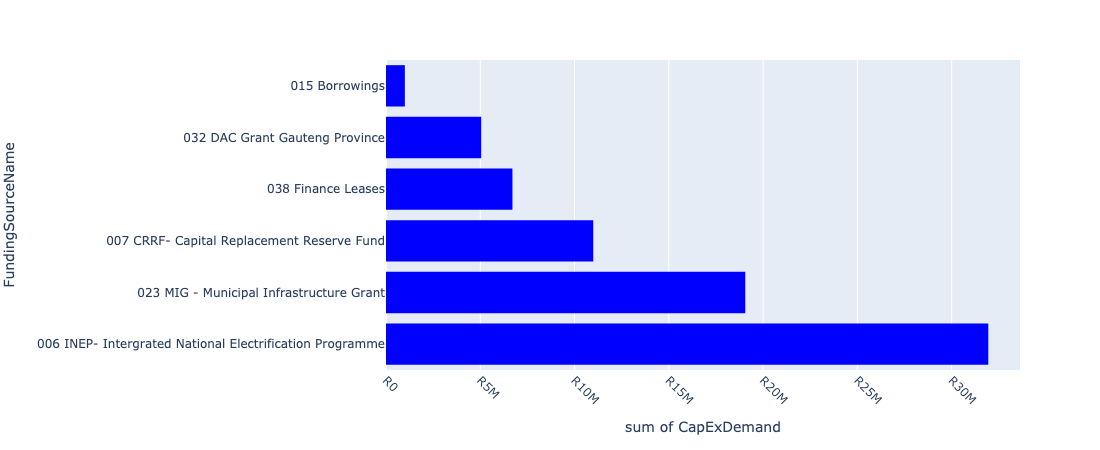 015 Borrowings
032 DAC Grant Gauteng Province
038 Finance Leases
007 CRRF- Capital Replacement Reserve Fund
023 MIG - Municipal Infrastructure Grant
006 INEP- Intergrated National Electrification Programme
FundingSourceName
R0
R5M
R10M
R15M
R20M
R25M
R30M
sum of CapExDemand